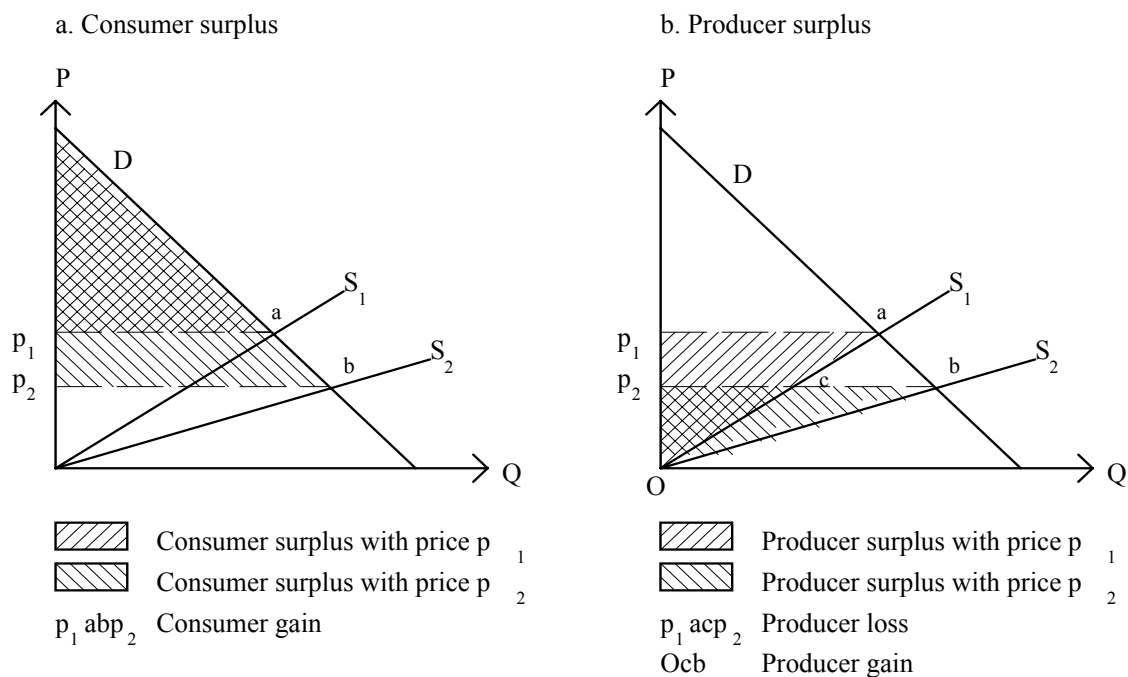 a. Consumer surplus
P
D
S1
a
p1
p2
b
S2
Q
Consumer surplus with price p1
Consumer surplus with price p2
p1 abp2 Consumer gain
b. Producer surplus
P
D
S1
a
p1
p2
c
b
S2
O
Q
Producer surplus with price p1
Producer surplus with price p2
p1 acp2 Producer loss
Ocb Producer gain